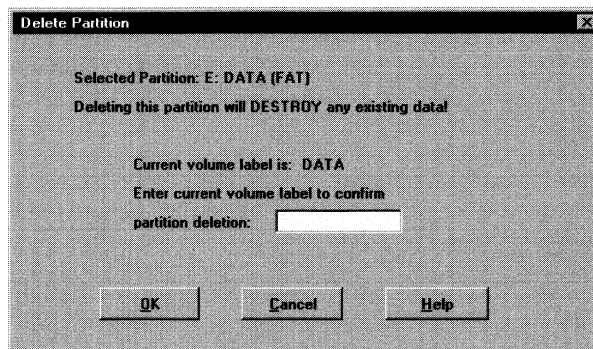 Delete Partition
Selected Partition: E: DATA (FAT)
Deleting this partition will DESTROY any existing data!
Current volume label is: DATA
Enter current volume label to confirm
partition deletion:
OK Cancel Help